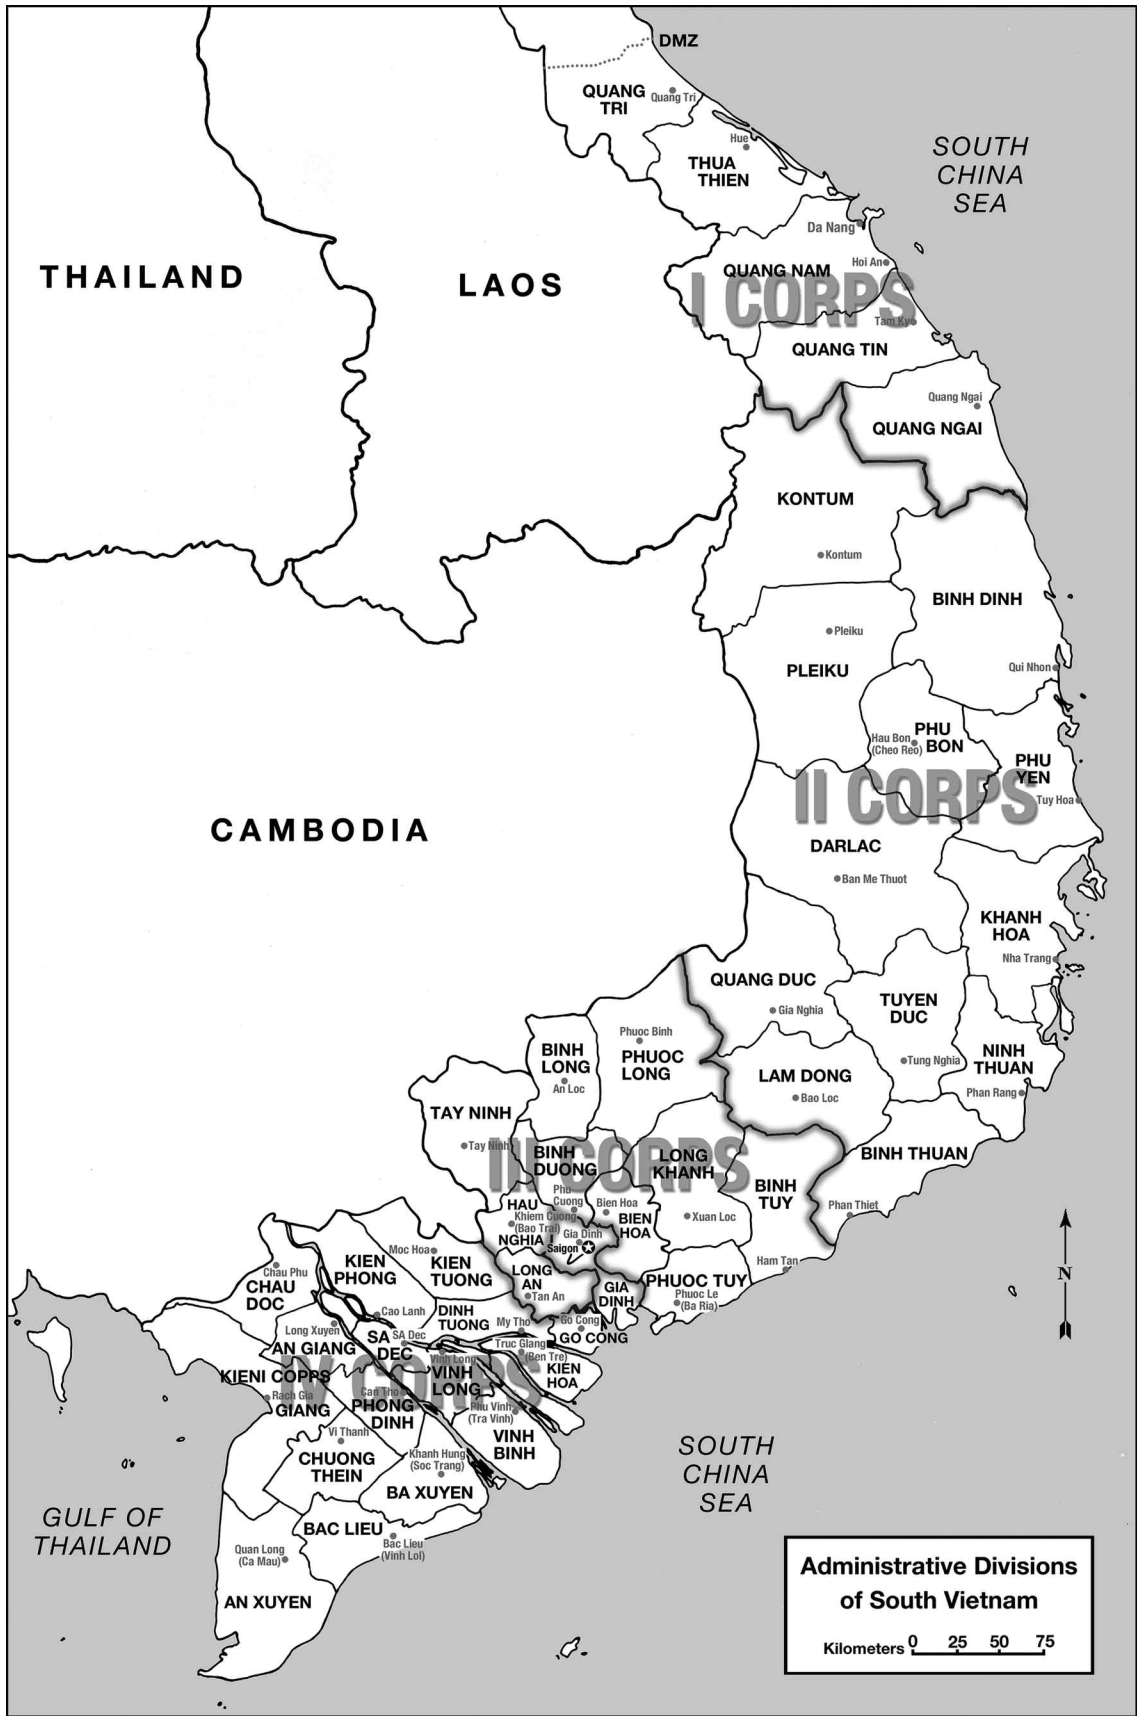 DMZ
QUANG
TRI
Quang Tri
Hue
THUA
THIEN
SOUTH
CHINA
SEA
Da Nang
THAILAND
LAOS
QUANG NAM
Hoi An
I CORPS
Tam Ky
QUANG TIN
Quang Ngai
QUANG NGAI
KONTUM
Kontum
BINH DINH
Pleiku
PLEIKU
Qui Nhon
PHU
BON
Hau Bon
(Cheo Reo)
PHU
YEN
II CORPS
Tuy Hoa
CAMBODIA
DARLAC
Ban Me Thuot
KHANH
HOA
Nha Trang
QUANG DUC
Gia Nghia
TUYEN
DUC
Tung Nghia
Phuoc Binh
PHUOC
LONG
BINH
LONG
An Loc
NINH
THUAN
Phan Rang
LAM DONG
Bao Loc
TAY NINH
Tay Ninh
III CORPS
BINH
DUONG
LONG
KHANH
BINH THUAN
BINH
TUY
Phan Thiet
Phu
Cuong
Bien Hoa
BIEN
HOA
Xuan Loc
HAU
NGHIA
Khiem Cuong
(Bao Trai)
Gia Dinh
Saigon
Ham Tan
PHUOC TUY
Phuoc Le
(Ba Ria)
GIA
DINH
LONG
AN
Tan An
Moc Hoa
KIEN
TUONG
KIEN
PHONG
Chau Phu
CHAU
DOC
Cao Lanh
DINH
TUONG
My Tho
Go Cong
GO CONG
Long Xuyen
AN GIANG
SA
DEC
SA Dec
Truc Giang
(Ben Tre)
KIEN
HOA
Vinh Long
VINH
LONG
IV CORPS
KIENI COPPS
Rach Gia
GIANG
Can Tho
PHONG
DINH
Phu Vinh
(Tra Vinh)
VINH
BINH
Vi Thanh
CHUONG
THEIN
Khanh Hung
(Soc Trang)
BA XUYEN
SOUTH
CHINA
SEA
N
GULF OF
THAILAND
BAC LIEU
Bac Lieu
(Vinh Lol)
Quan Long
(Ca Mau)
AN XUYEN
Administrative Divisions
of South Vietnam
Kilometers 0 25 50 75